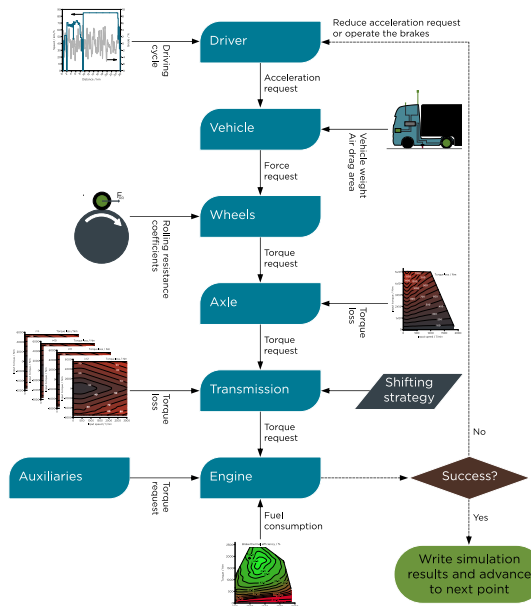 Reduce acceleration request
or operate the brakes
Driver
Driving
cycle
Acceleration
request
Vehicle
Vehicle weight
Air drag area
Force
request
Wheels
Rolling resistance
coefficients
Torque
request
Axle
Torque
loss
Torque
request
Transmission
Torque
loss
Shifting
strategy
Torque
request
No
Auxiliaries
Torque
request
Engine
Success?
Fuel
consumption
Yes
Write simulation
results and advance
to next point